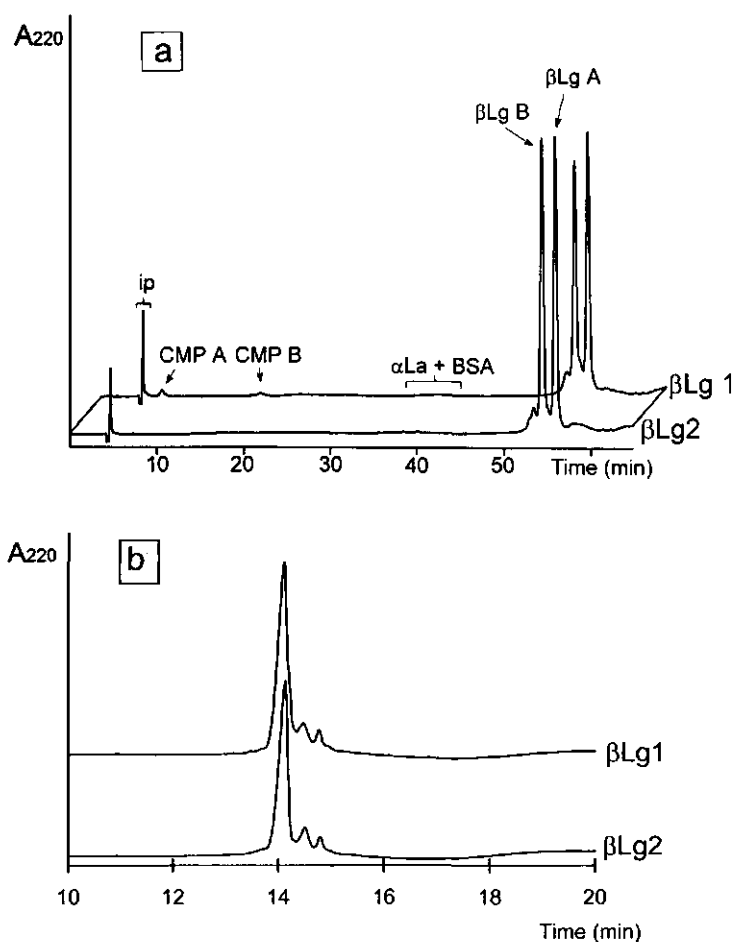 A220
a
βLg A
βLg B
ip
CMP A CMP B
αLa + BSA
βLg 1
βLg2
10 20 30 40 50 Time (min)
A220
b
βLg1
βLg2
10 12 14 16 18 20
Time (min)